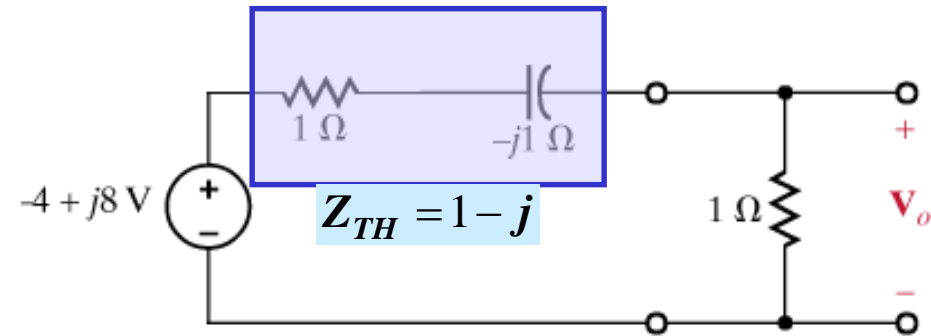 1 Ω
–j1 Ω
-4 + j8 V
+
–
Z_TH = 1 − j
1 Ω
+
V_o
–